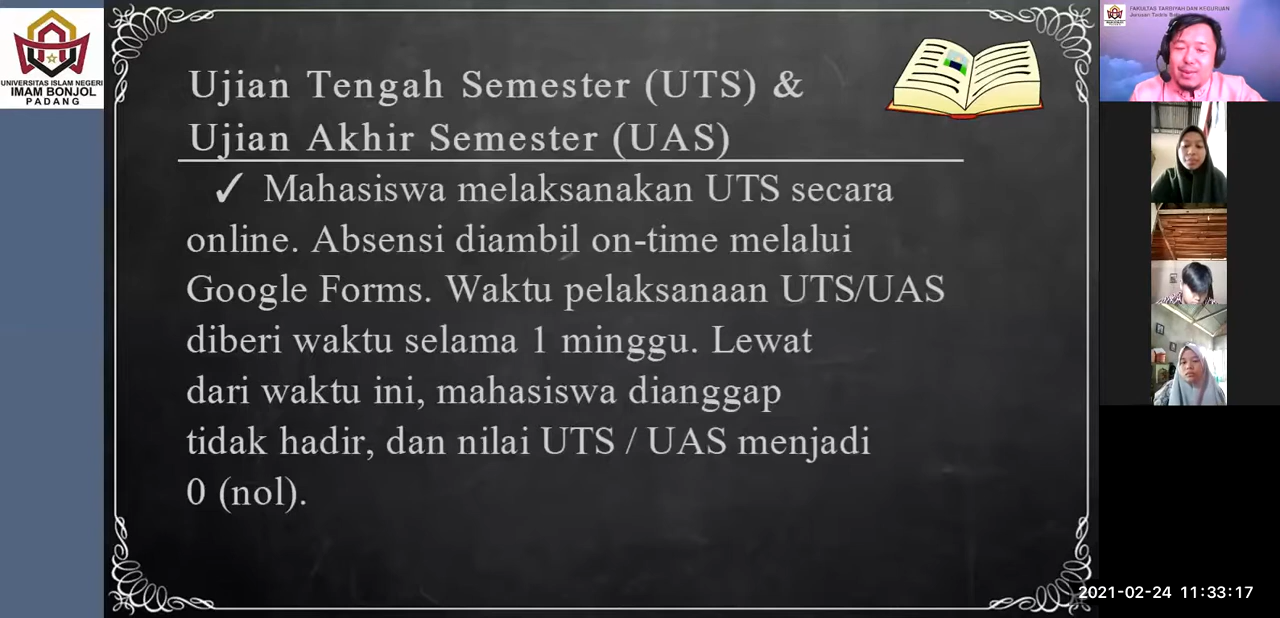 UNIVERSITAS ISLAM NEGERI
IMAM BONJOL
PADANG
Ujian Tengah Semester (UTS) &
Ujian Akhir Semester (UAS)
✓ Mahasiswa melaksanakan UTS secara
online. Absensi diambil on-time melalui
Google Forms. Waktu pelaksanaan UTS/UAS
diberi waktu selama 1 minggu. Lewat
dari waktu ini, mahasiswa dianggap
tidak hadir, dan nilai UTS / UAS menjadi
0 (nol).
FAKULTAS TARBIYAH DAN KEGURUAN
Jurusan Tadris
2021-02-24 11:33:17